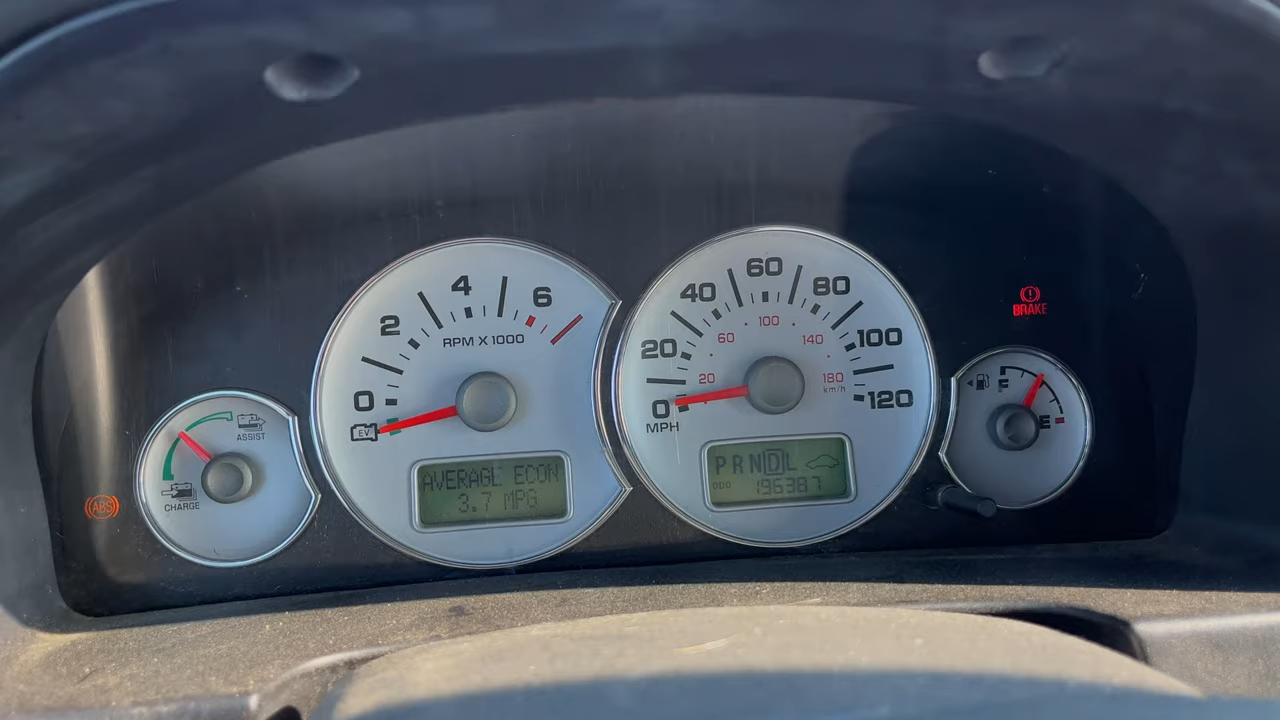 ABS
ASSIST
CHARGE
0 2 4 6
RPM X 1000
EV
AVERAGE ECON
3.7 MPG
0 20 40 60 80 100 120
MPH
20 60 100 140 180
km/h
P R N D L
ODO 196387
BRAKE
F
E